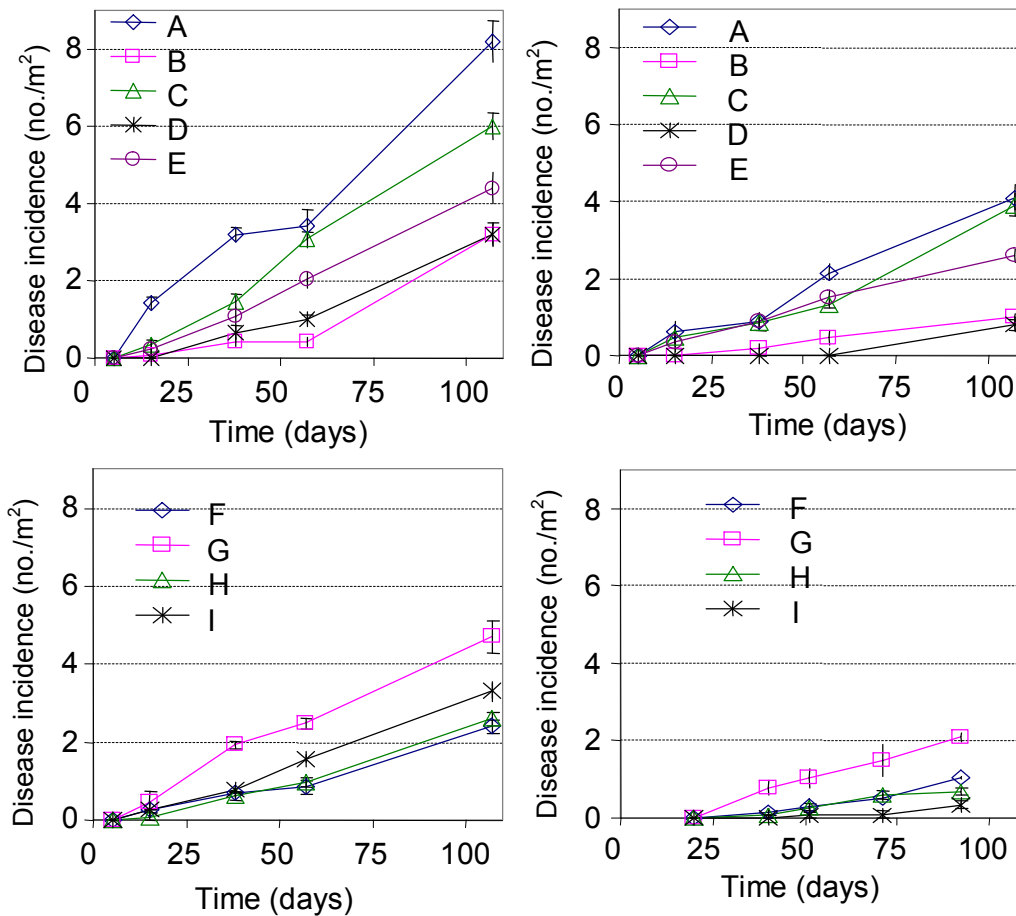 Disease incidence (no./m²)
8
6
4
2
0
A
B
C
D
E
0 25 50 75 100
Time (days)
Disease incidence (no./m²)
8
6
4
2
0
A
B
C
D
E
0 25 50 75 100
Time (days)
Disease incidence (no./m²)
8
6
4
2
0
F
G
H
I
0 25 50 75 100
Time (days)
Disease incidence (no./m²)
8
6
4
2
0
F
G
H
I
0 25 50 75 100
Time (days)